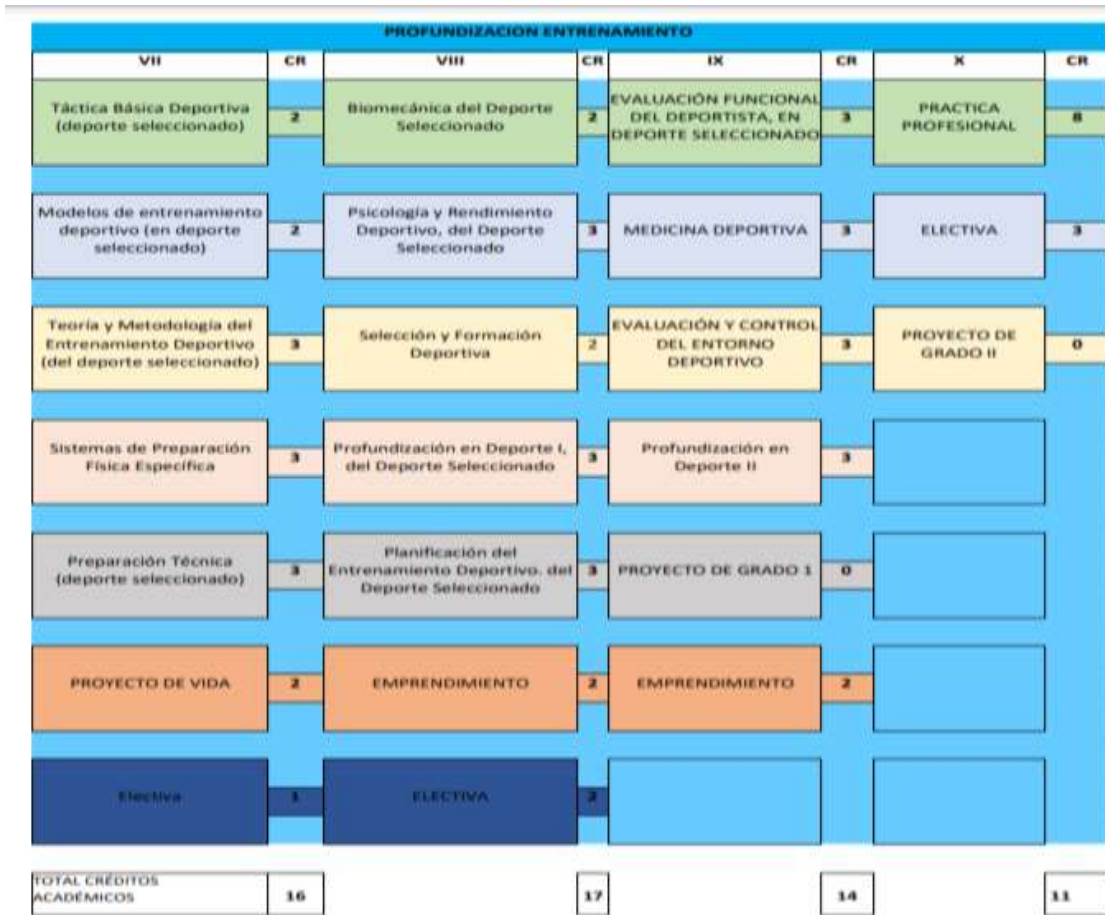 PROFUNDIZACION ENTRENAMIENTO
VII CR VIII CR IX CR X CR
Táctica Básica Deportiva
(deporte seleccionado)
2
Biomecánica del Deporte
Seleccionado
2
EVALUACIÓN FUNCIONAL
DEL DEPORTISTA, EN
DEPORTE SELECCIONADO
3
PRACTICA
PROFESIONAL
8
Modelos de entrenamiento
deportivo (en deporte
seleccionado)
2
Psicología y Rendimiento
Deportivo, del Deporte
Seleccionado
3
MEDICINA DEPORTIVA
3
ELECTIVA
3
Teoría y Metodología del
Entrenamiento Deportivo
(del deporte seleccionado)
3
Selección y Formación
Deportiva
2
EVALUACIÓN Y CONTROL
DEL ENTORNO
DEPORTIVO
3
PROYECTO DE
GRADO II
0
Sistemas de Preparación
Física Específica
3
Profundización en Deporte I,
del Deporte Seleccionado
3
Profundización en
Deporte II
3
Preparación Técnica
(deporte seleccionado)
3
Planificación del
Entrenamiento Deportivo. del
Deporte Seleccionado
3
PROYECTO DE GRADO 1
0
PROYECTO DE VIDA
2
EMPRENDIMIENTO
2
EMPRENDIMIENTO
2
Electiva
1
ELECTIVA
2
TOTAL CRÉDITOS
ACADÉMICOS
16
17
14
11